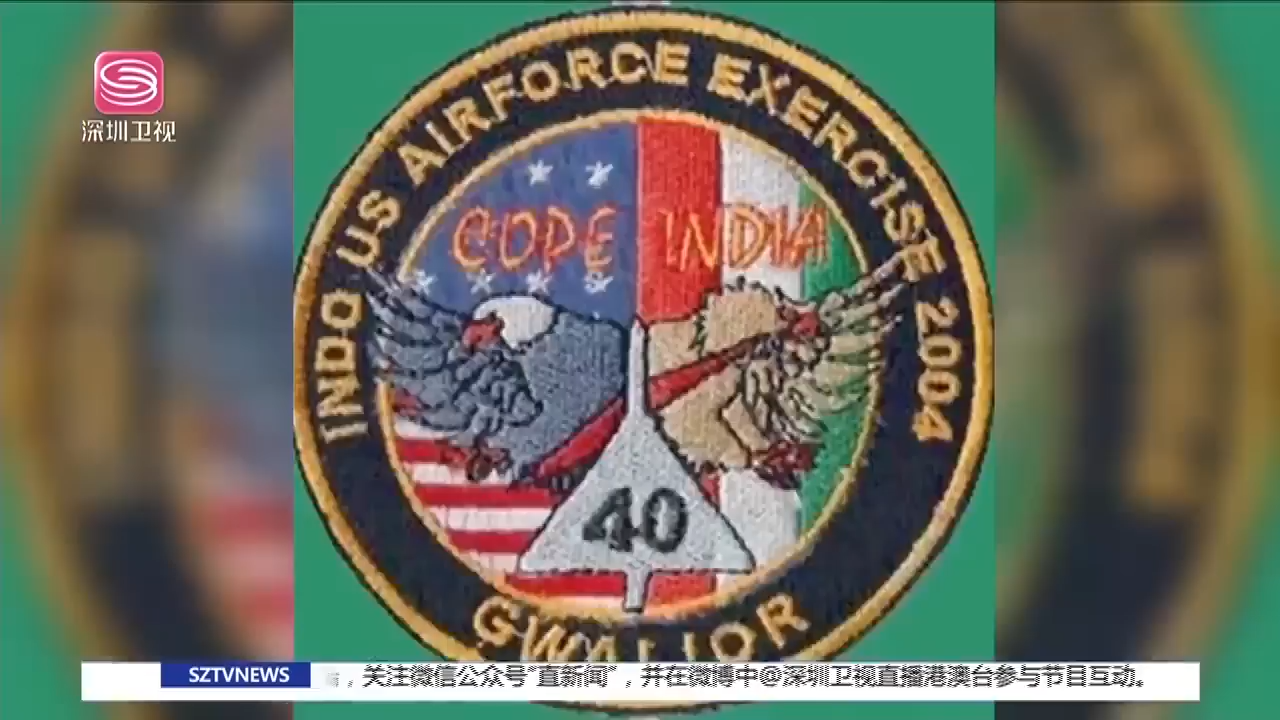 深圳卫视
INDO US AIRFORCE EXERCISE 2004
COPE INDIA
40
GWALIOR
SZTVNEWS
，关注微信公众号“直新闻”，并在微博中@深圳卫视直播港澳台参与节目互动。